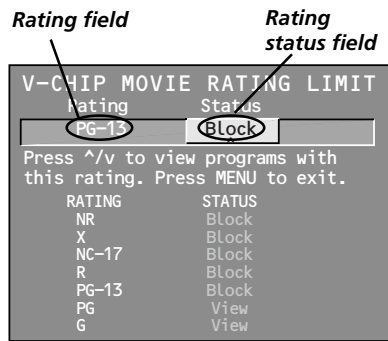 Rating field
Rating
status field
V-CHIP MOVIE RATING LIMIT
Rating Status
PG-13 Block
Press ^/v to view programs with
this rating. Press MENU to exit.
RATING STATUS
NR Block
X Block
NC-17 Block
R Block
PG-13 Block
PG View
G View